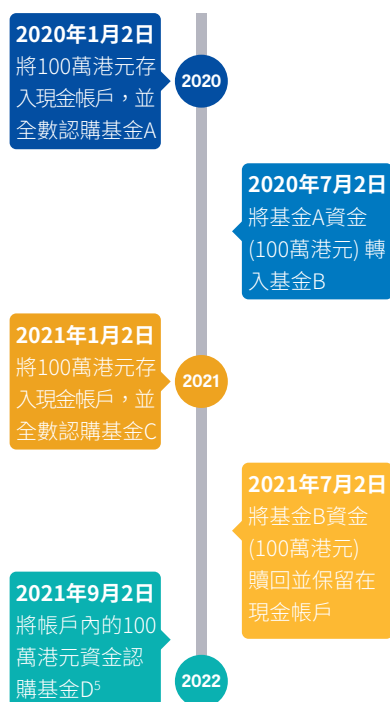 2020年1月2日
將100萬港元存
入現金帳戶，並
全數認購基金A
2020
2020年7月2日
將基金A資金
(100萬港元) 轉
入基金B
2021年1月2日
將100萬港元存
入現金帳戶，並
全數認購基金C
2021
2021年7月2日
將基金B資金
(100萬港元)
贖回並保留在
現金帳戶
2021年9月2日
將帳戶內的100
萬港元資金認
購基金D⁵
2022